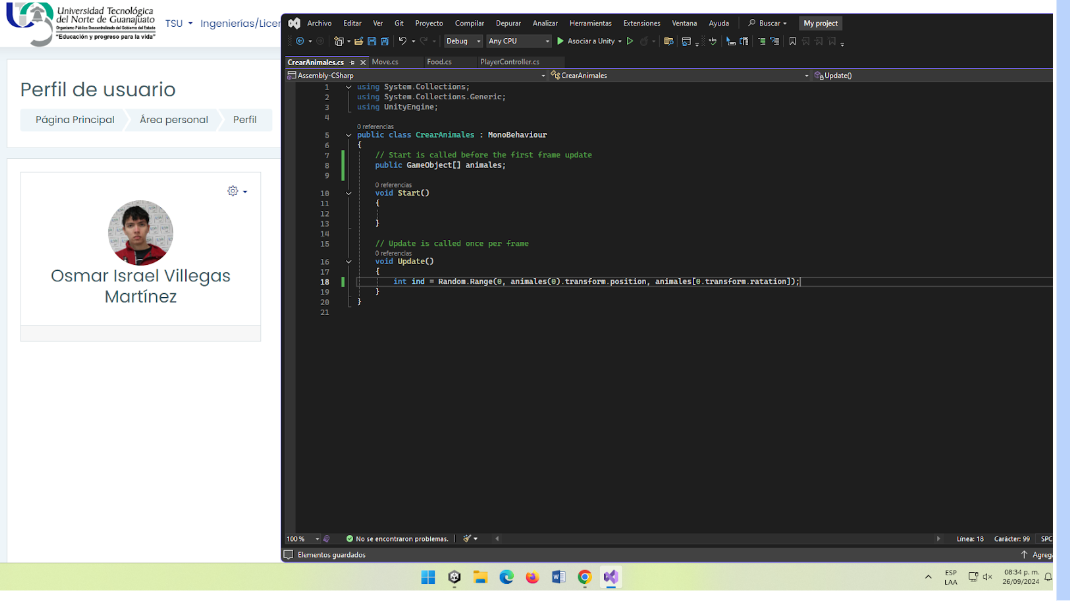 Universidad Tecnológica
del Norte de Guanajuato
Organismo Público Descentralizado del Gobierno del Estado
"Educación y progreso para la vida"
TSU Ingenierías/Licen
Perfil de usuario
Página Principal Área personal Perfil
Osmar Israel Villegas
Martínez
Archivo Editar Ver Git Proyecto Compilar Depurar Analizar Herramientas Extensiones Ventana Ayuda Buscar My project
Debug Any CPU Asociar a Unity
CrearAnimales.cs Move.cs Food.cs PlayerController.cs
Assembly-CSharp CrearAnimales Update()
1 using System.Collections;
2 using System.Collections.Generic;
3 using UnityEngine;
4
0 referencias
5 public class CrearAnimales : MonoBehaviour
6 {
7 // Start is called before the first frame update
8 public GameObject[] animales;
9
0 referencias
10 void Start()
11 {
12
13 }
14
15 // Update is called once per frame
0 referencias
16 void Update()
17 {
18 int ind = Random.Range(0, animales(0).transform.position, animales[0.transform.ratation]);
19 }
20 }
21
100 % No se encontraron problemas. Línea: 18 Carácter: 99 SPC
Elementos guardados Agrega
ESP
LAA
08:34 p. m.
26/09/2024